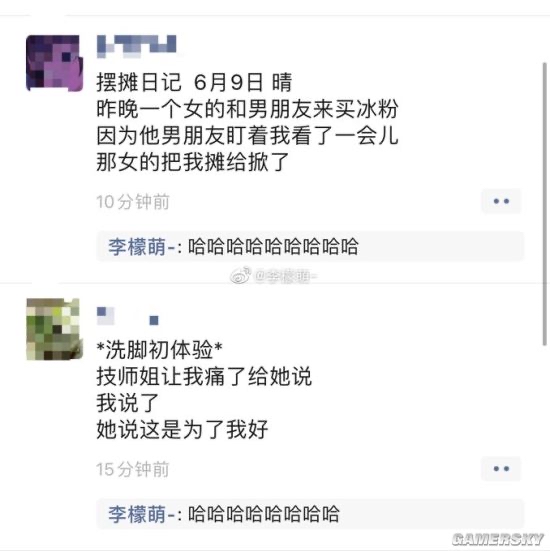 摆摊日记 6月9日 晴
昨晚一个女的和男朋友来买冰粉
因为他男朋友盯着我看了一会儿
那女的把我摊给掀了
10分钟前
李檬萌-: 哈哈哈哈哈哈哈哈哈
@李檬萌-
*洗脚初体验*
技师姐让我痛了给她说
我说了
她说这是为了我好
15分钟前
李檬萌-: 哈哈哈哈哈哈哈哈
GAMERSKY